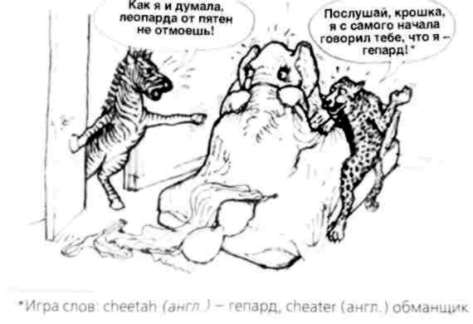 Как я и думала,
леопарда от пятен
не отмоешь!
Послушай, крошка,
я с самого начала
говорил тебе, что я –
гепард!*
*Игра слов: cheetah (англ.) – гепард, cheater (англ.) обманщик